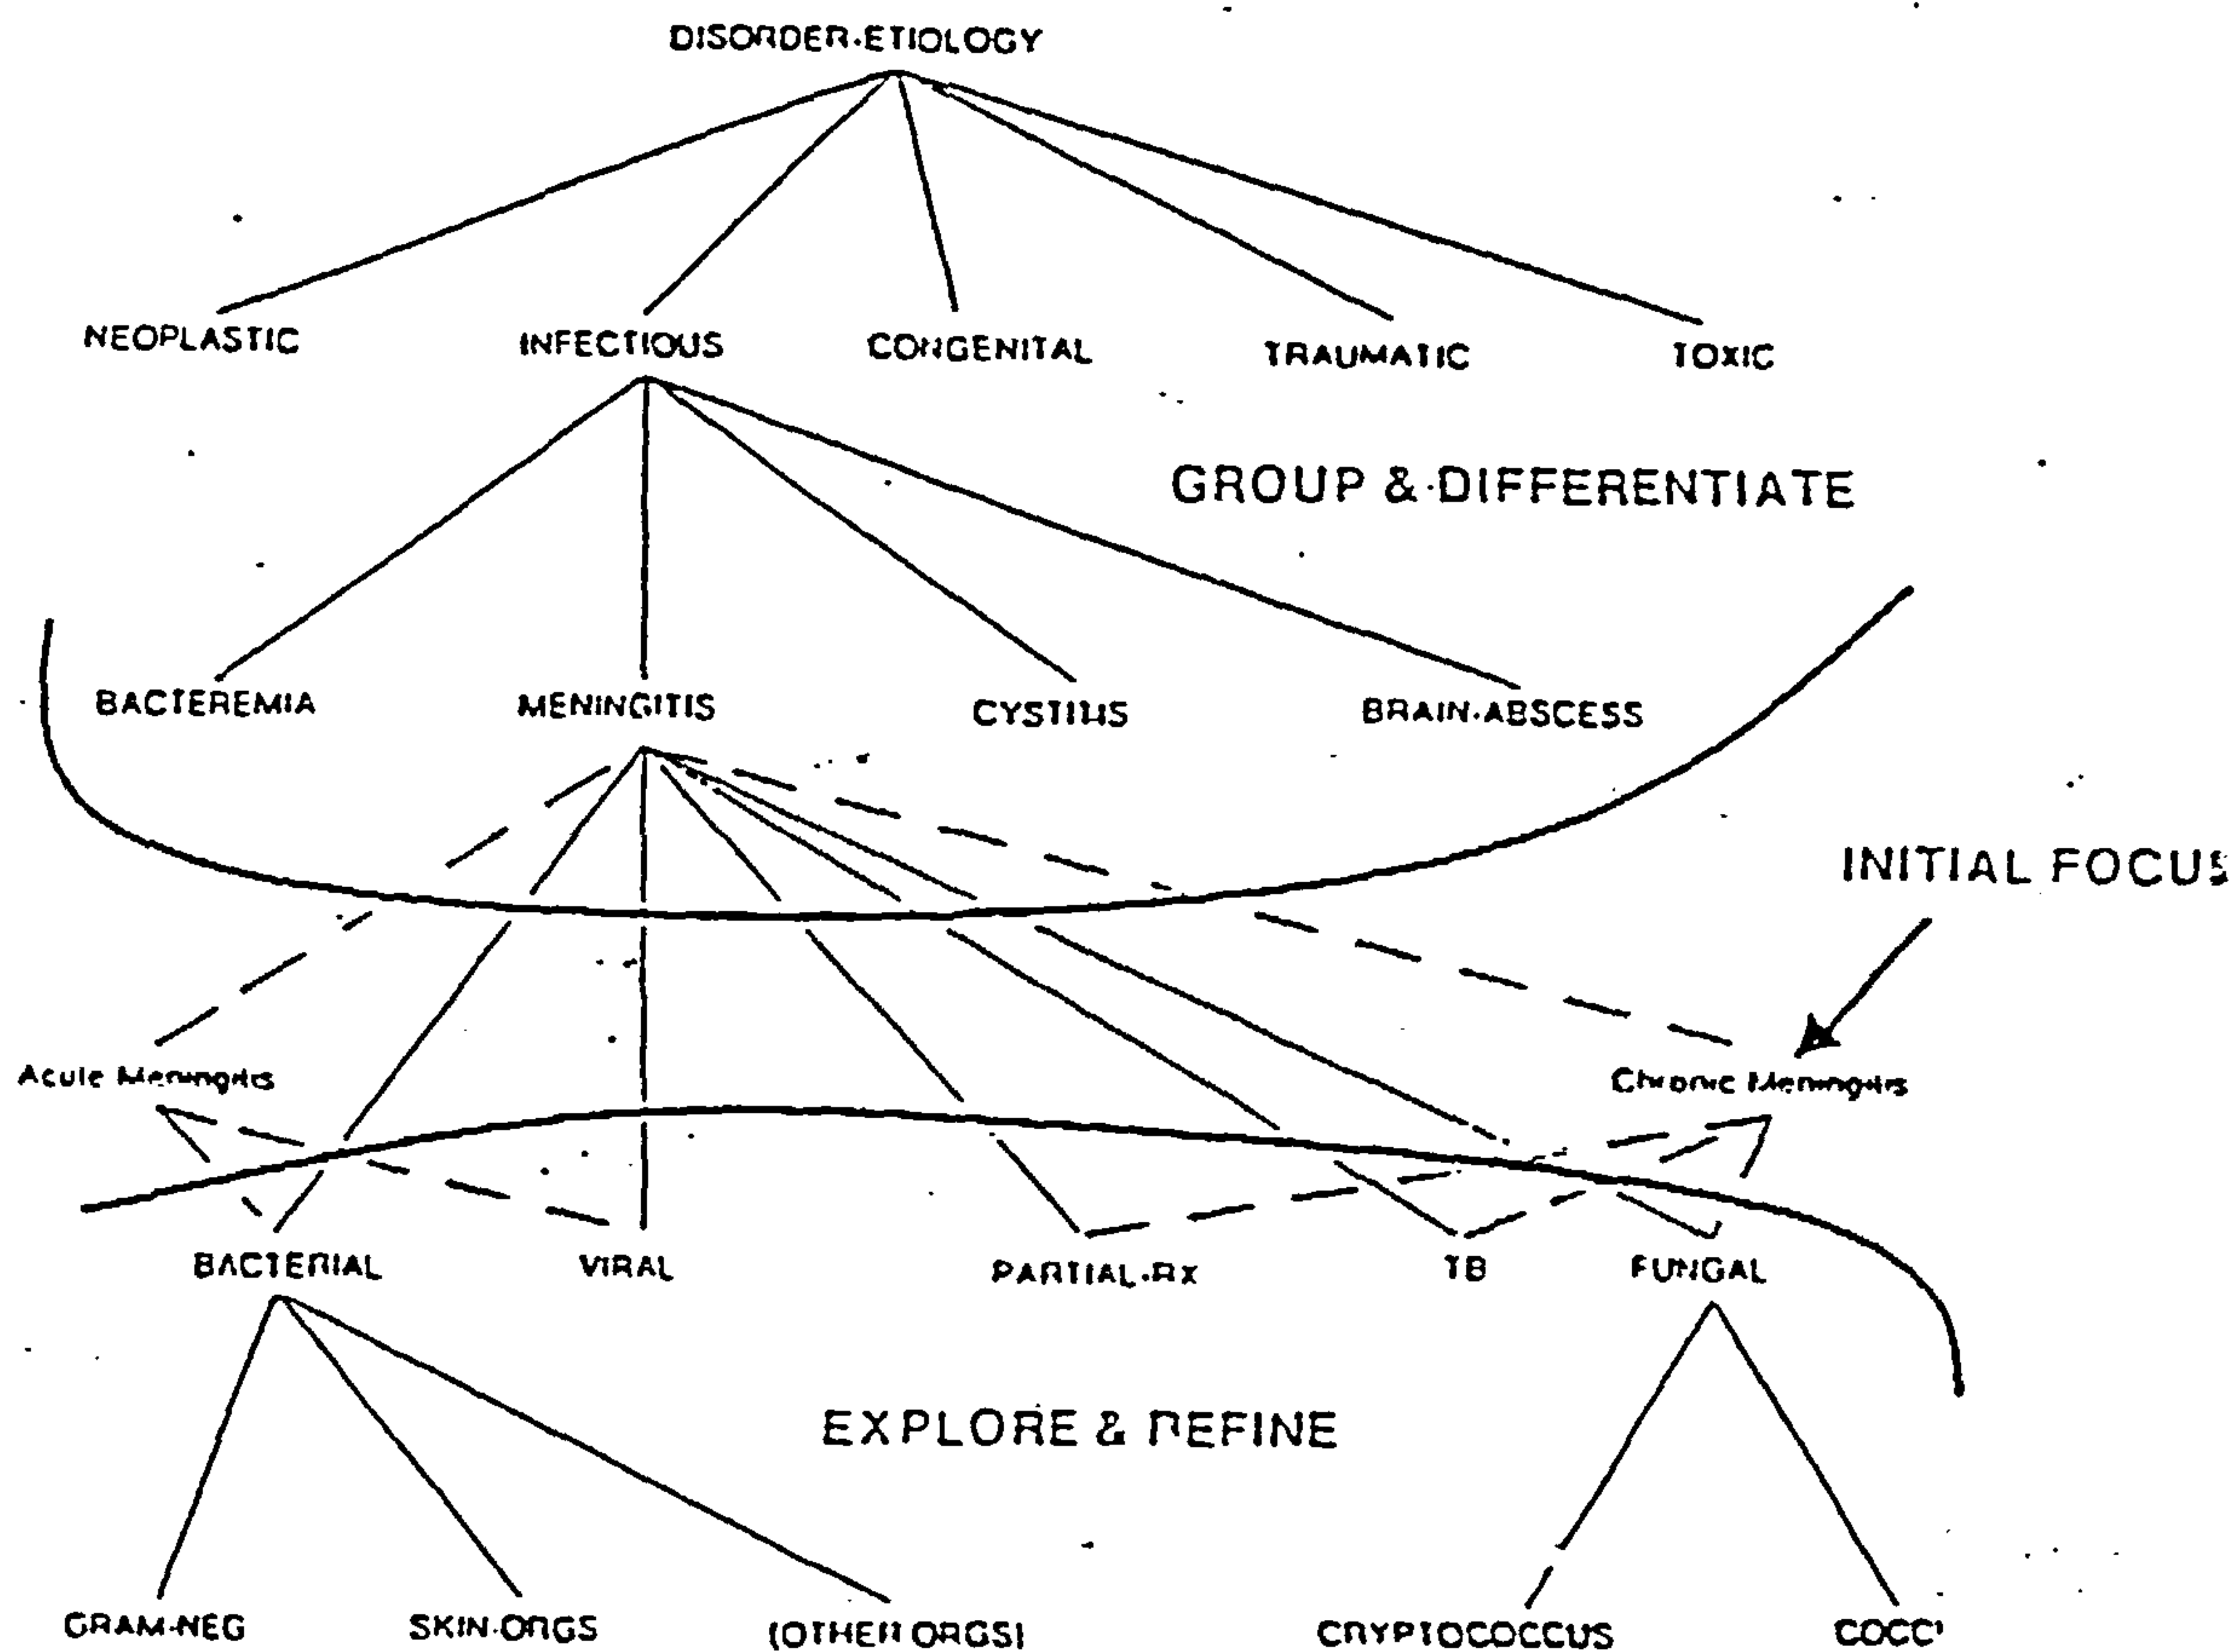 DISORDER-ETIOLOGY
NEOPLASTIC INFECTIOUS CONGENITAL TRAUMATIC TOXIC
GROUP & DIFFERENTIATE
BACTEREMIA MENINGITIS CYSTITIS BRAIN-ABSCESS
INITIAL FOCUS
Acute Meningitis Chronic Meningitis
BACTERIAL VIRAL PARTIAL-RX TB FUNGAL
EXPLORE & REFINE
GRAM-NEG SKIN-ORGS (OTHER ORGS) CRYPTOCOCCUS COCCI